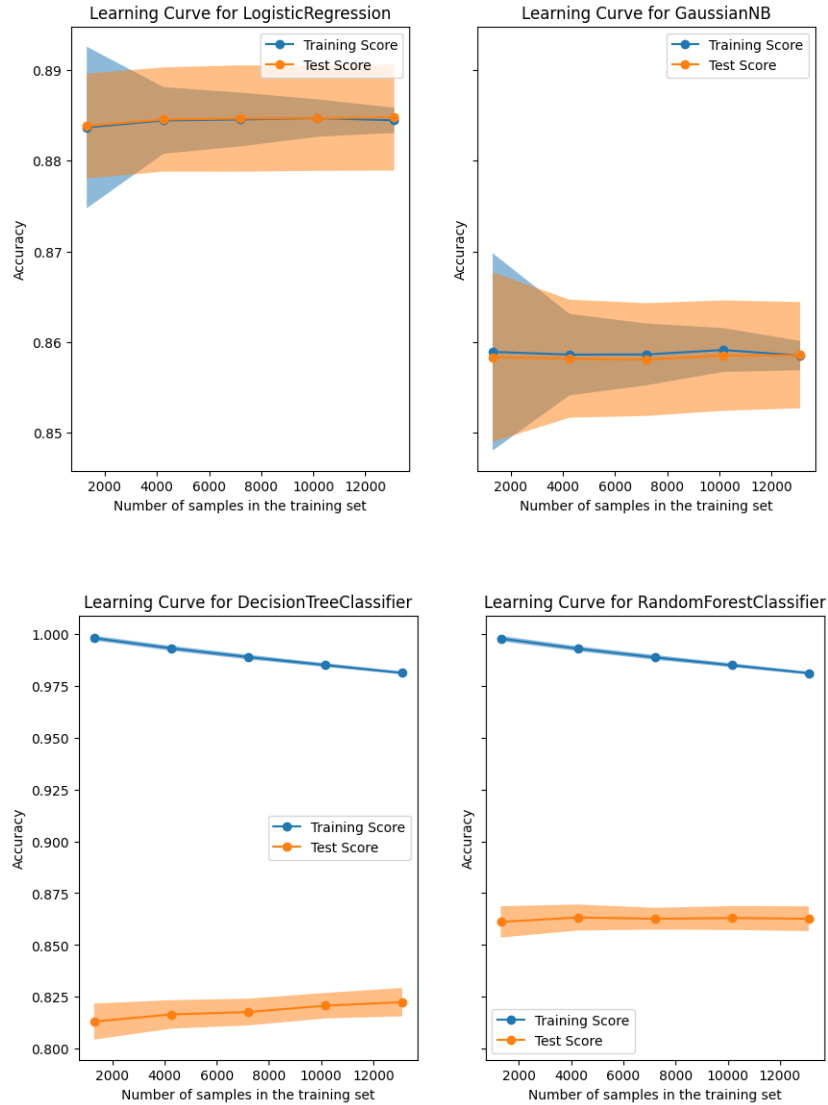 Learning Curve for LogisticRegression
Training Score
Test Score
0.89
0.88
0.87
0.86
0.85
Accuracy
2000 4000 6000 8000 10000 12000
Number of samples in the training set
Learning Curve for GaussianNB
Training Score
Test Score
Accuracy
2000 4000 6000 8000 10000 12000
Number of samples in the training set
Learning Curve for DecisionTreeClassifier
1.000
0.975
0.950
0.925
0.900
0.875
0.850
0.825
0.800
Accuracy
Training Score
Test Score
2000 4000 6000 8000 10000 12000
Number of samples in the training set
Learning Curve for RandomForestClassifier
Accuracy
Training Score
Test Score
2000 4000 6000 8000 10000 12000
Number of samples in the training set